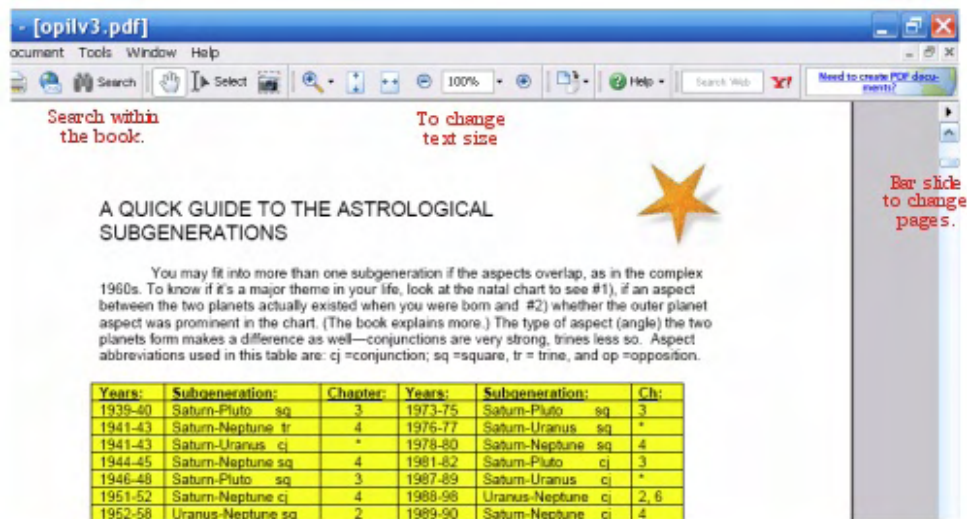 - [opilv3.pdf]
ocument Tools Window Help
Search Select 100% Help Search Web Y! Need to create PDF docu-
ments?
Search within
the book.
To change
text size
Bar slide
to change
pages.
A QUICK GUIDE TO THE ASTROLOGICAL
SUBGENERATIONS
You may fit into more than one subgeneration if the aspects overlap, as in the complex
1960s. To know if it's a major theme in your life, look at the natal chart to see #1), if an aspect
between the two planets actually existed when you were born and #2) whether the outer planet
aspect was prominent in the chart. (The book explains more.) The type of aspect (angle) the two
planets form makes a difference as well—conjunctions are very strong, trines less so. Aspect
abbreviations used in this table are: cj =conjunction; sq =square, tr = trine, and op =opposition.
Years: Subgeneration: Chapter: Years: Subgeneration: Ch:
1939-40 Saturn-Pluto sq 3 1973-75 Saturn-Pluto sq 3
1941-43 Saturn-Neptune tr 4 1976-77 Saturn-Uranus sq *
1941-43 Saturn-Uranus cj * 1978-80 Saturn-Neptune sq 4
1944-45 Saturn-Neptune sq 4 1981-82 Saturn-Pluto cj 3
1946-48 Saturn-Pluto sq 3 1987-89 Saturn-Uranus cj *
1951-52 Saturn-Neptune cj 4 1988-98 Uranus-Neptune cj 2, 6
1952-58 Uranus-Neptune sq 2 1989-90 Saturn-Neptune cj 4